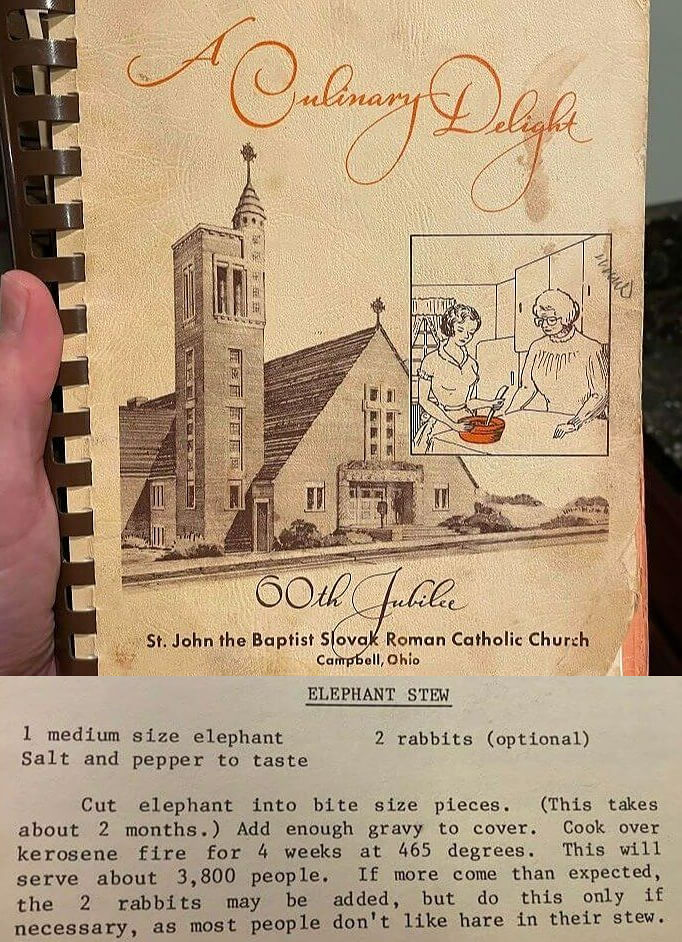 A Culinary Delight
60th Jubilee
St. John the Baptist Slovak Roman Catholic Church
Campbell, Ohio
ELEPHANT STEW
1 medium size elephant 2 rabbits (optional)
Salt and pepper to taste
Cut elephant into bite size pieces. (This takes
about 2 months.) Add enough gravy to cover. Cook over
kerosene fire for 4 weeks at 465 degrees. This will
serve about 3,800 people. If more come than expected,
the 2 rabbits may be added, but do this only if
necessary, as most people don't like hare in their stew.